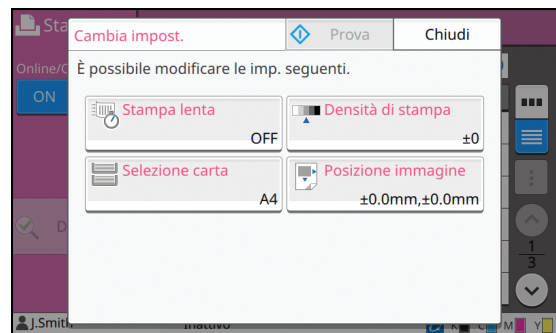 Sta
Cambia impost.
Prova
Chiudi
Online/C
È possibile modificare le imp. seguenti.
ON
Stampa lenta
OFF
Densità di stampa
±0
Selezione carta
A4
Posizione immagine
±0.0mm,±0.0mm
D
1
3
J.Smith
Inattivo
K
C
M
Y